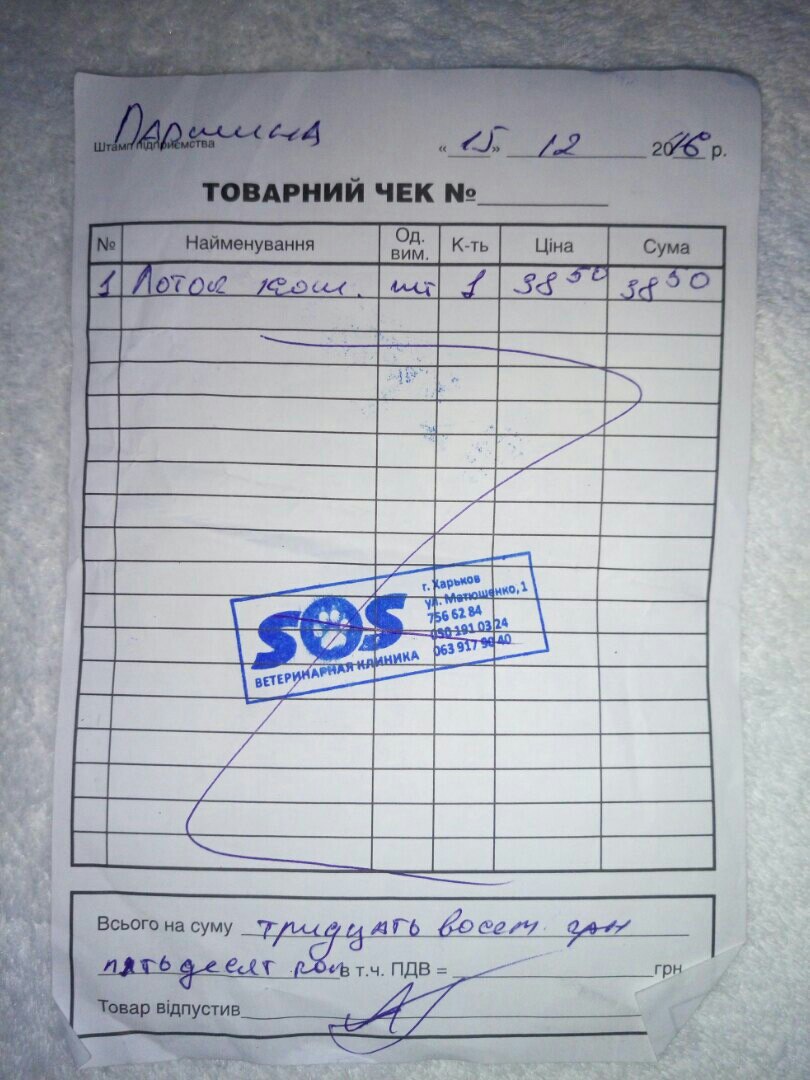 Паршина
Штамп підприємства « 15 » 12 2016 р.
ТОВАРНИЙ ЧЕК №
№ Найменування Од. вим. К-ть Ціна Сума
1 Лоток кош. шт 1 38 50 38 50
SOS
ВЕТЕРИНАРНАЯ КЛИНИКА
г. Харьков
ул. Матюшенко, 1
756 62 84
050 191 03 24
063 917 90 40
Всього на суму тридцать восем грн
пятьдесят коп в т.ч. ПДВ = грн
Товар відпустив